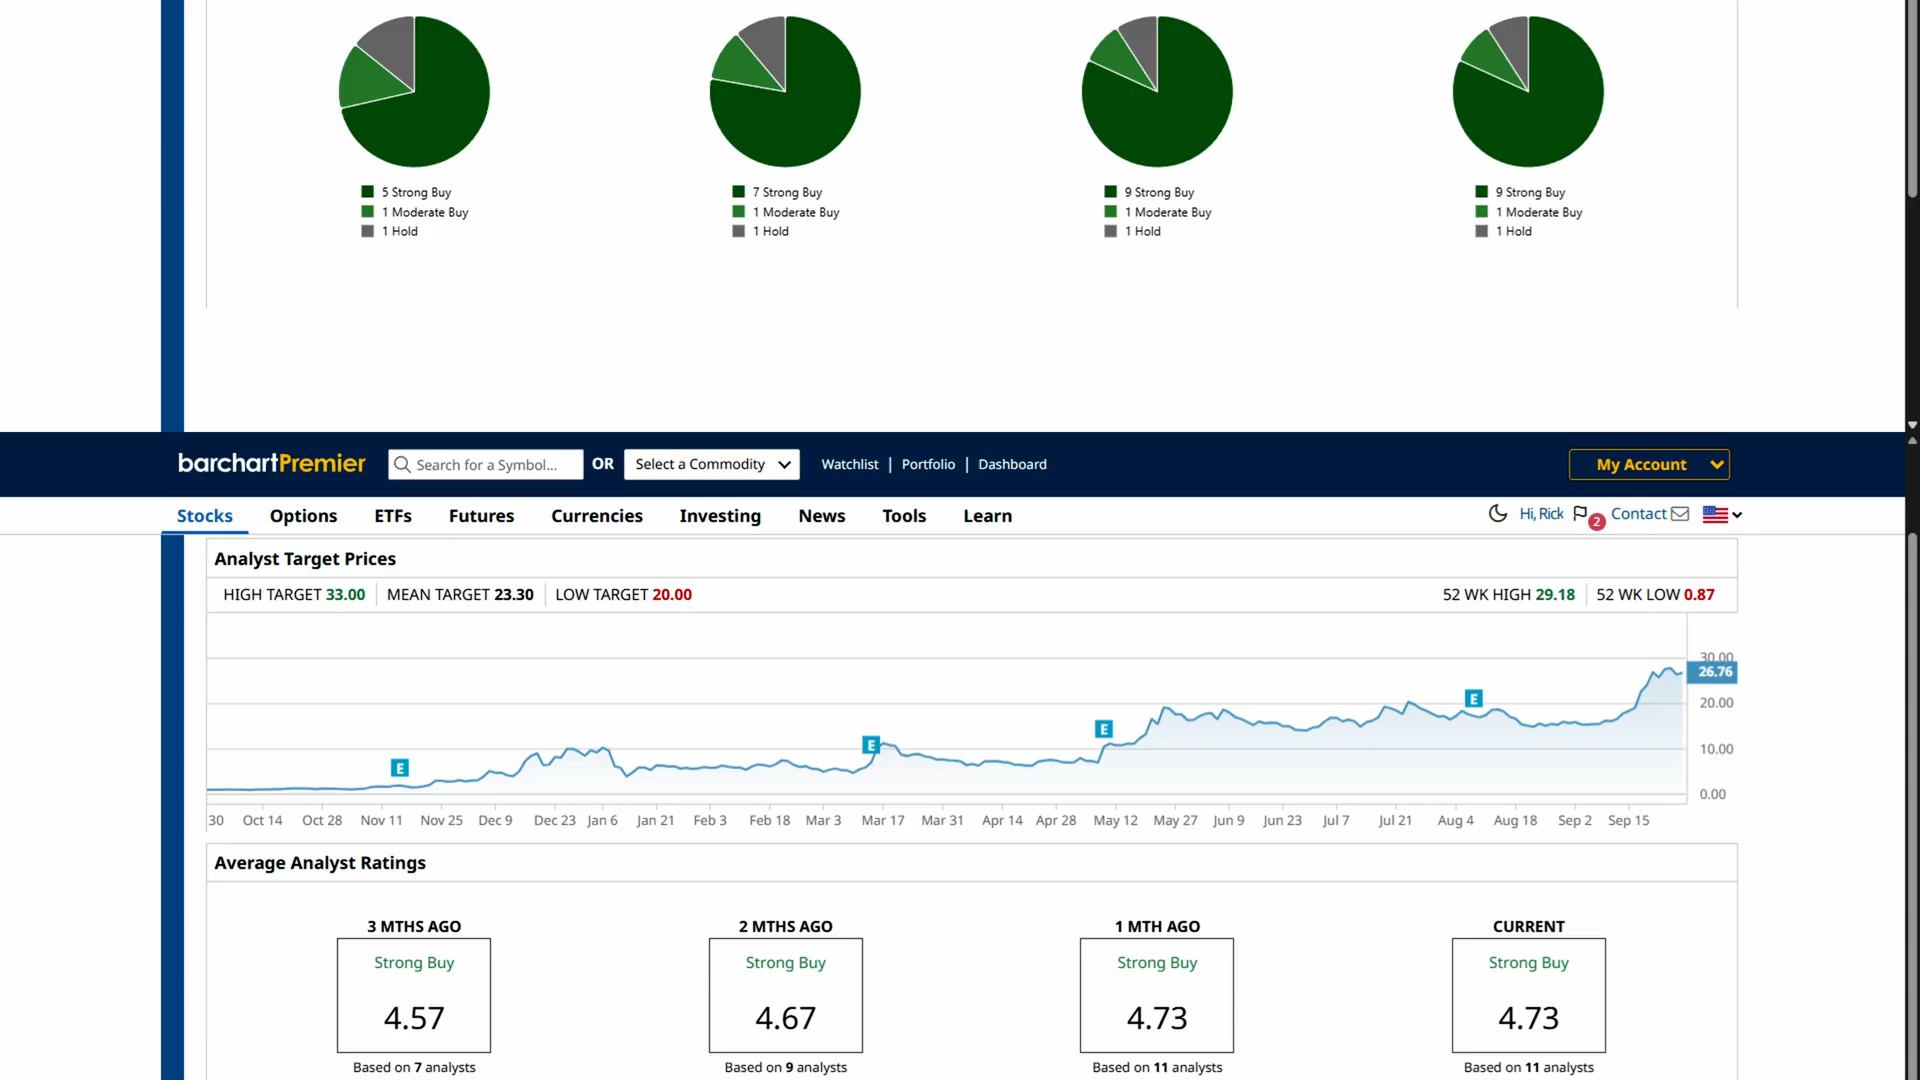 5 Strong Buy
1 Moderate Buy
1 Hold
7 Strong Buy
1 Moderate Buy
1 Hold
9 Strong Buy
1 Moderate Buy
1 Hold
9 Strong Buy
1 Moderate Buy
1 Hold
barchartPremier Search for a Symbol... OR Select a Commodity Watchlist | Portfolio | Dashboard My Account
Stocks Options ETFs Futures Currencies Investing News Tools Learn Hi, Rick 2 Contact
Analyst Target Prices
HIGH TARGET 33.00 MEAN TARGET 23.30 LOW TARGET 20.00 52 WK HIGH 29.18 52 WK LOW 0.87
30.00
26.76
20.00
10.00
0.00
E
E
E
E
30 Oct 14 Oct 28 Nov 11 Nov 25 Dec 9 Dec 23 Jan 6 Jan 21 Feb 3 Feb 18 Mar 3 Mar 17 Mar 31 Apr 14 Apr 28 May 12 May 27 Jun 9 Jun 23 Jul 7 Jul 21 Aug 4 Aug 18 Sep 2 Sep 15
Average Analyst Ratings
3 MTHS AGO
Strong Buy
4.57
Based on 7 analysts
2 MTHS AGO
Strong Buy
4.67
Based on 9 analysts
1 MTH AGO
Strong Buy
4.73
Based on 11 analysts
CURRENT
Strong Buy
4.73
Based on 11 analysts